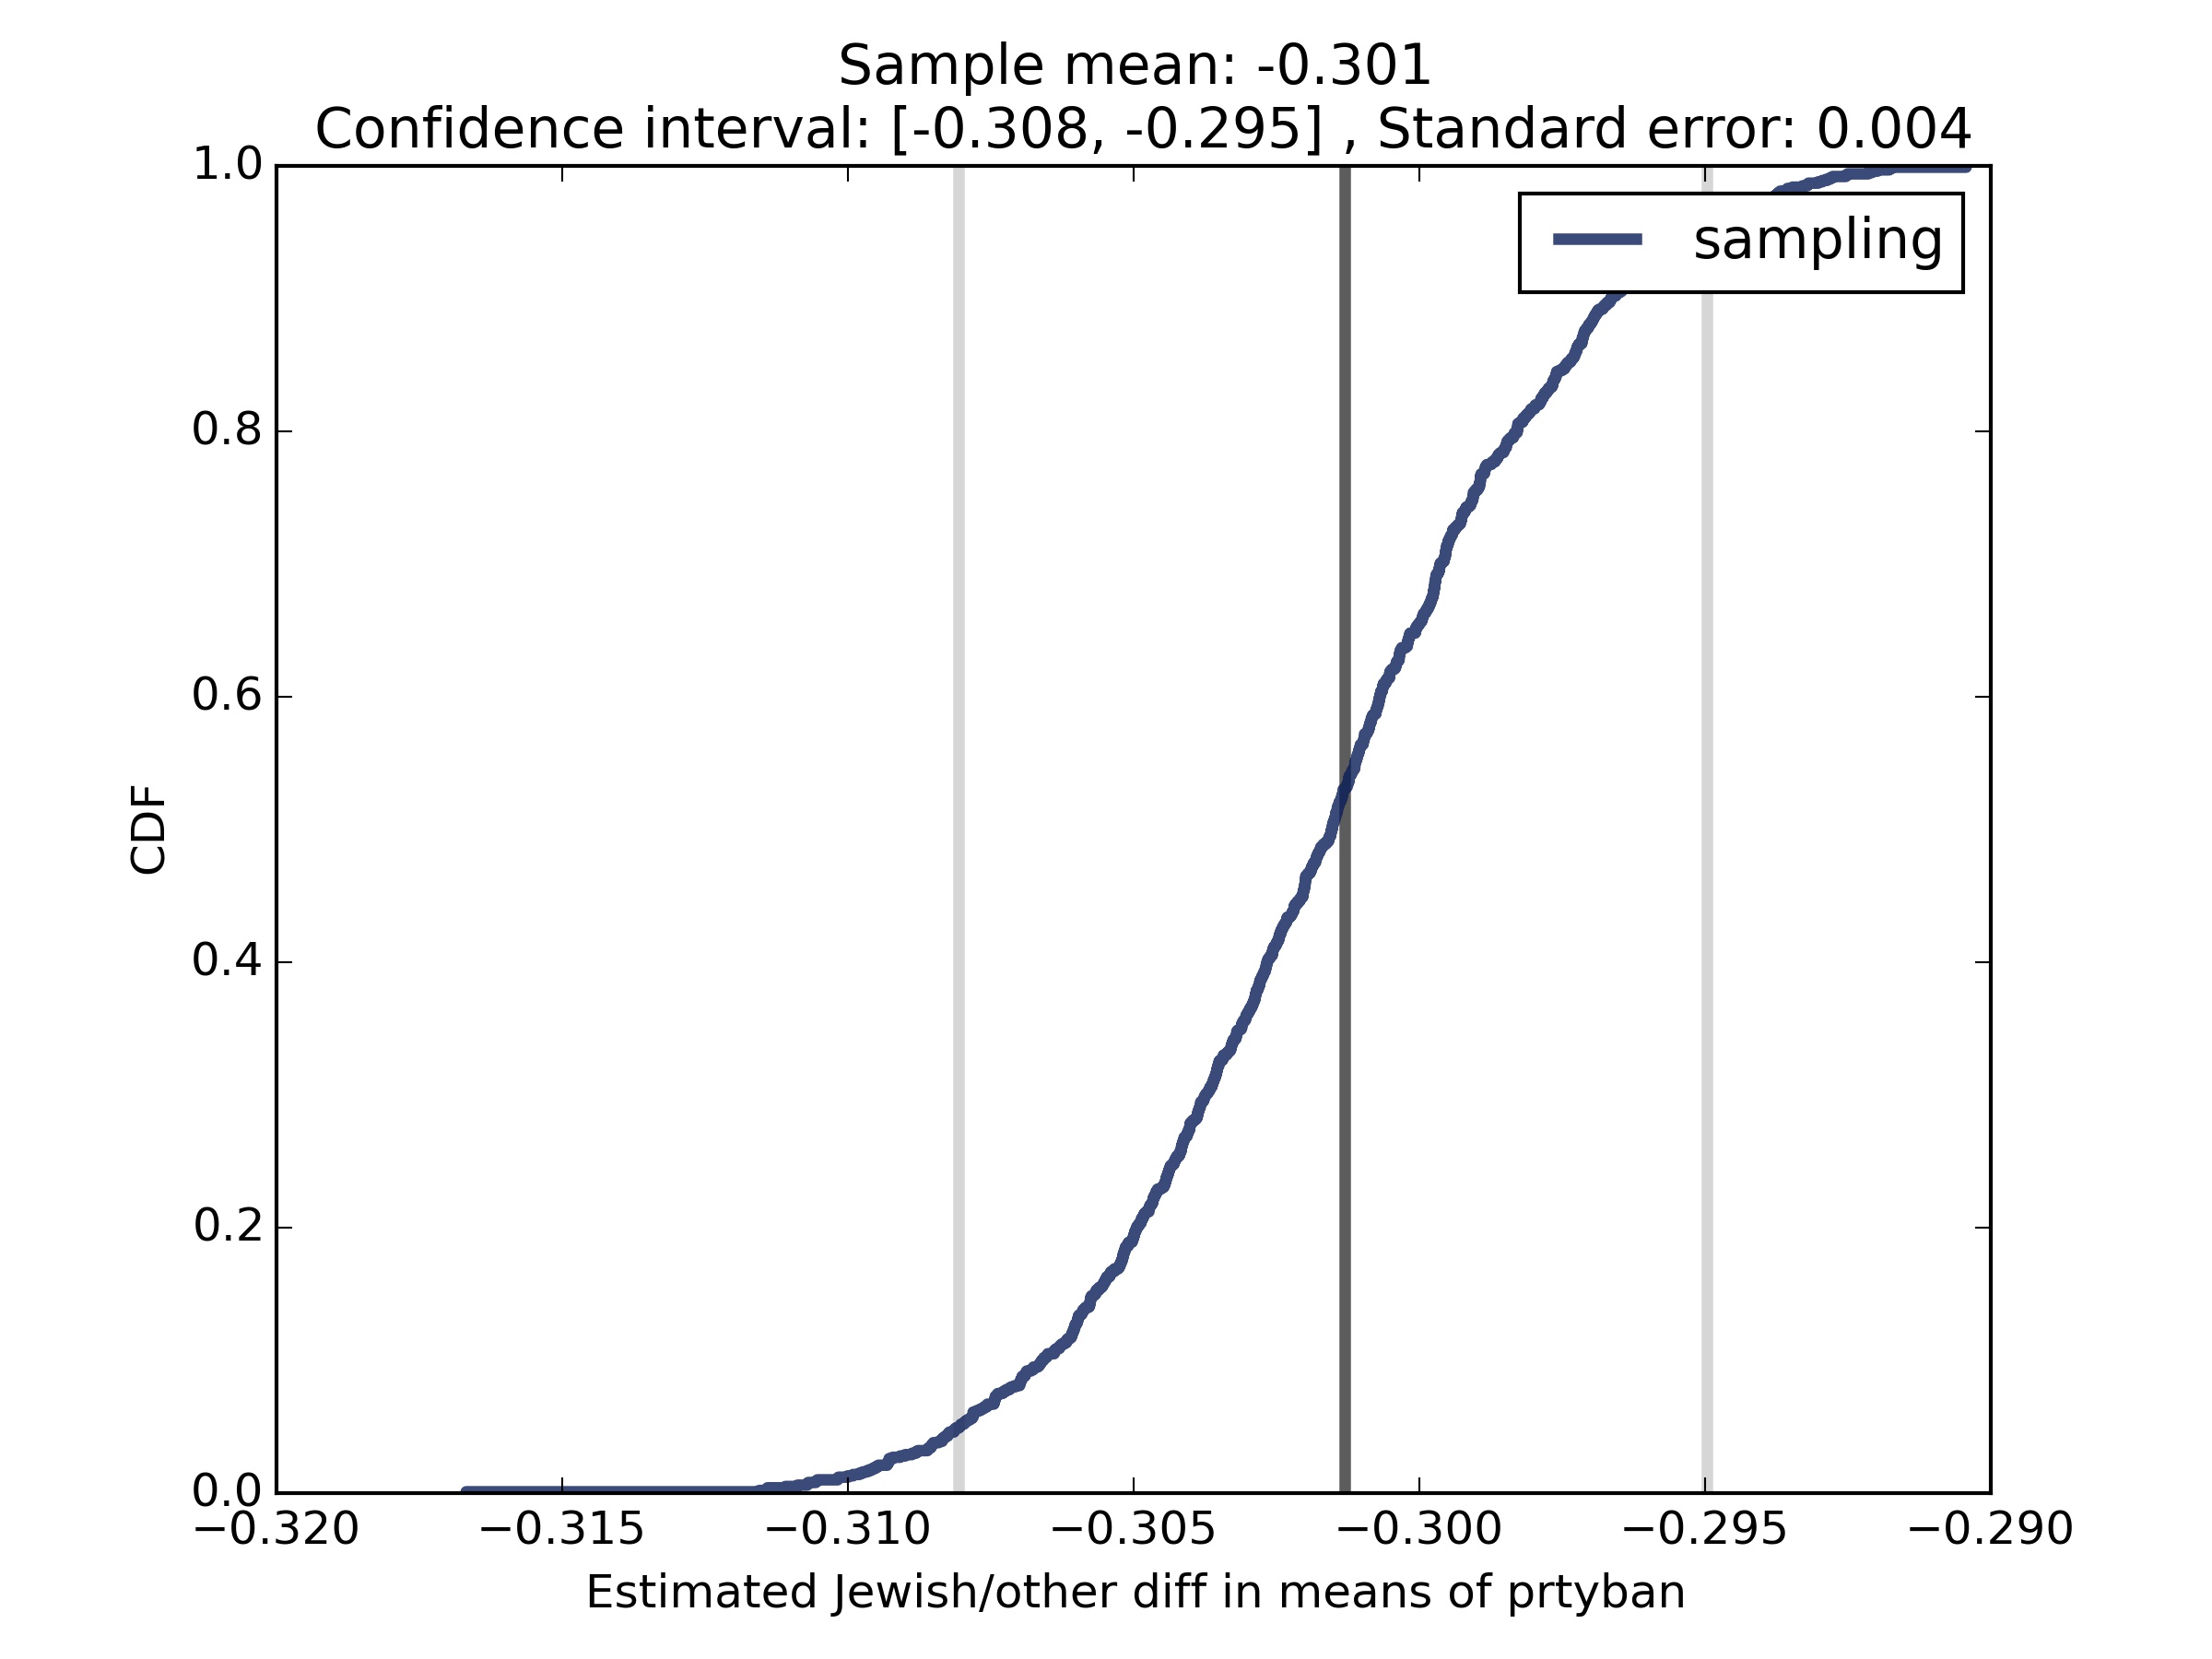 Sample mean: -0.301
Confidence interval: [-0.308, -0.295] , Standard error: 0.004
sampling
1.0
0.8
0.6
0.4
0.2
0.0
CDF
−0.320 −0.315 −0.310 −0.305 −0.300 −0.295 −0.290
Estimated Jewish/other diff in means of prtyban